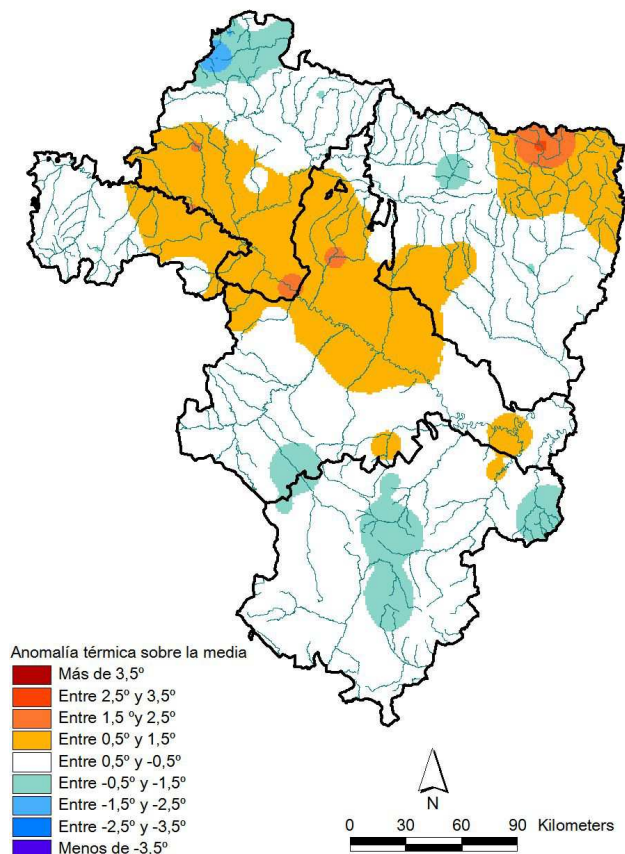 Anomalía térmica sobre la media
Más de 3,5º
Entre 2,5º y 3,5º
Entre 1,5 ºy 2,5º
Entre 0,5º y 1,5º
Entre 0,5º y -0,5º
Entre -0,5º y -1,5º
Entre -1,5º y -2,5º
Entre -2,5º y -3,5º
Menos de -3,5º
N
0 30 60 90 Kilometers